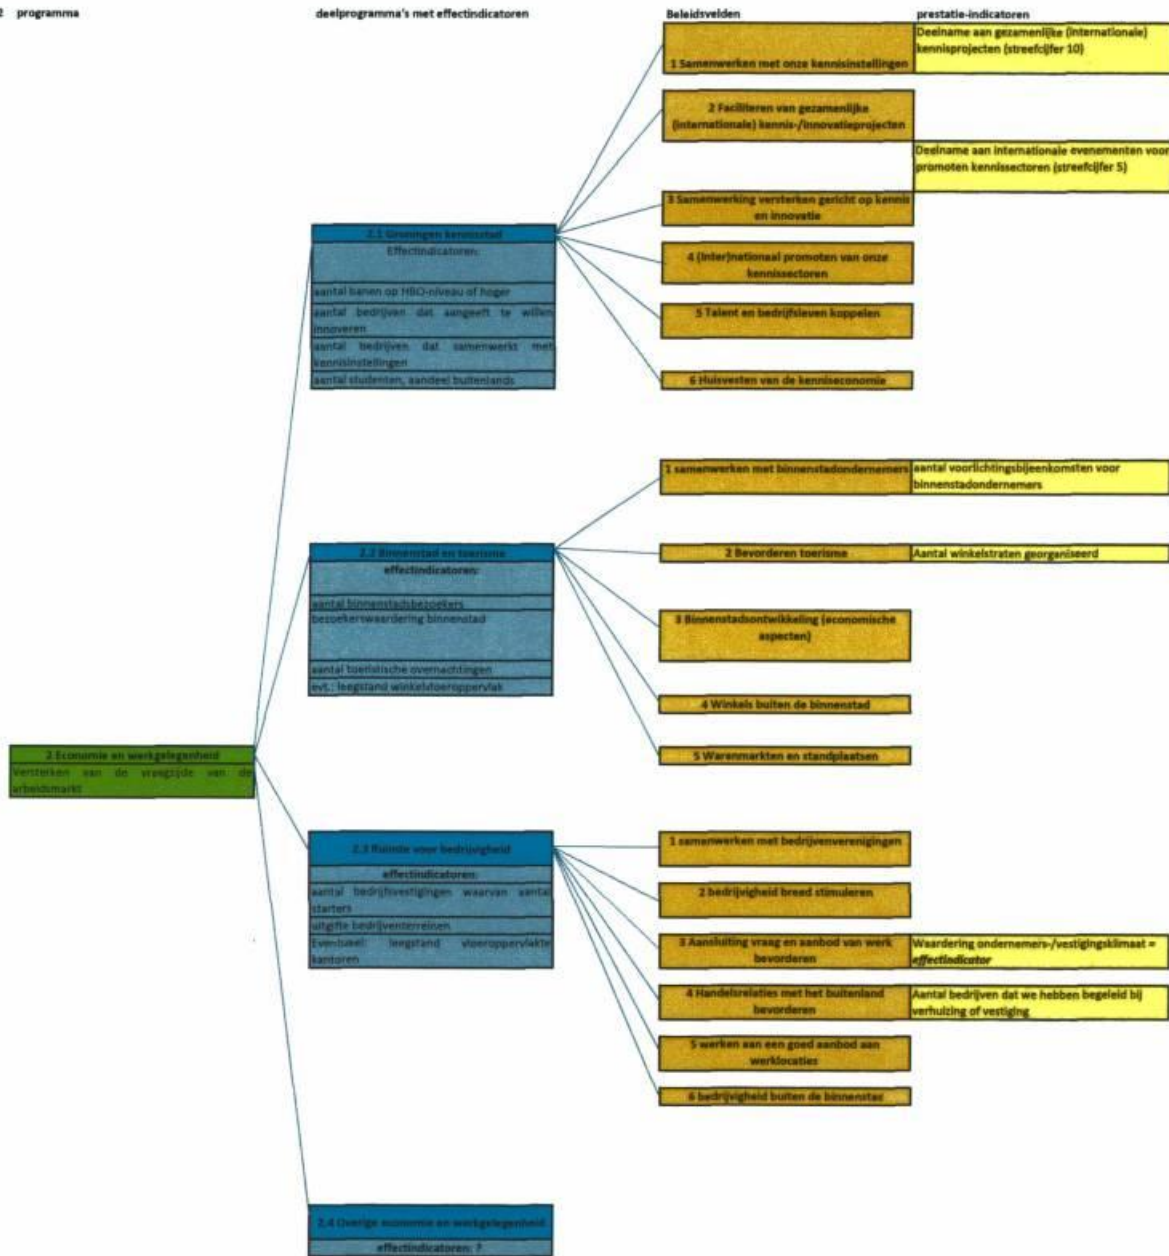 2 programma
deelprogramma's met effectindicatoren
Beleidsvelden
prestatie-indicatoren
2 Economie en werkgelegenheid
Versterken van de vraagzijde van de
arbeidsmarkt
2.1 Groningen kennisstad
Effectindicatoren:
aantal banen op HBO-niveau of hoger
aantal bedrijven dat aangeeft te willen
innoveren
aantal bedrijven dat samenwerkt met
kennisinstellingen
aantal studenten, aandeel buitenlands
1 Samenwerken met onze kennisinstellingen
Deelname aan gezamenlijke (internationale)
kennisprojecten (streefcijfer 10)
2 Faciliteren van gezamenlijke
(internationale) kennis-/innovatieprojecten
Deelname aan internationale evenementen voor
promoten kennissectoren (streefcijfer 5)
3 Samenwerking versterken gericht op kennis
en innovatie
4 (Inter)nationaal promoten van onze
kennissectoren
5 Talent en bedrijfsleven koppelen
6 Huisvesten van de kenniseconomie
2.2 Binnenstad en toerisme
effectindicatoren:
aantal binnenstadsbezoekers
bezoekerswaardering binnenstad
aantal toeristische overnachtingen
evt.: leegstand winkelvloeroppervlak
1 samenwerken met binnenstadondernemers
aantal voorlichtingsbijeenkomsten voor
binnenstadondernemers
2 Bevorderen toerisme
Aantal winkelstraten georganiseerd
3 Binnenstadsontwikkeling (economische
aspecten)
4 Winkels buiten de binnenstad
5 Warenmarkten en standplaatsen
2.3 Ruimte voor bedrijvigheid
effectindicatoren:
aantal bedrijfsvestigingen waarvan aantal
starters
uitgifte bedrijventerreinen
Eventueel: leegstand vloeroppervlakte
kantoren
1 samenwerken met bedrijvenverenigingen
2 bedrijvigheid breed stimuleren
3 Aansluiting vraag en aanbod van werk
bevorderen
Waardering ondernemers-/vestigingsklimaat =
effectindicator
4 Handelsrelaties met het buitenland
bevorderen
Aantal bedrijven dat we hebben begeleid bij
verhuizing of vestiging
5 werken aan een goed aanbod aan
werklocaties
6 bedrijvigheid buiten de binnenstad
2.4 Overige economie en werkgelegenheid
effectindicatoren: ?